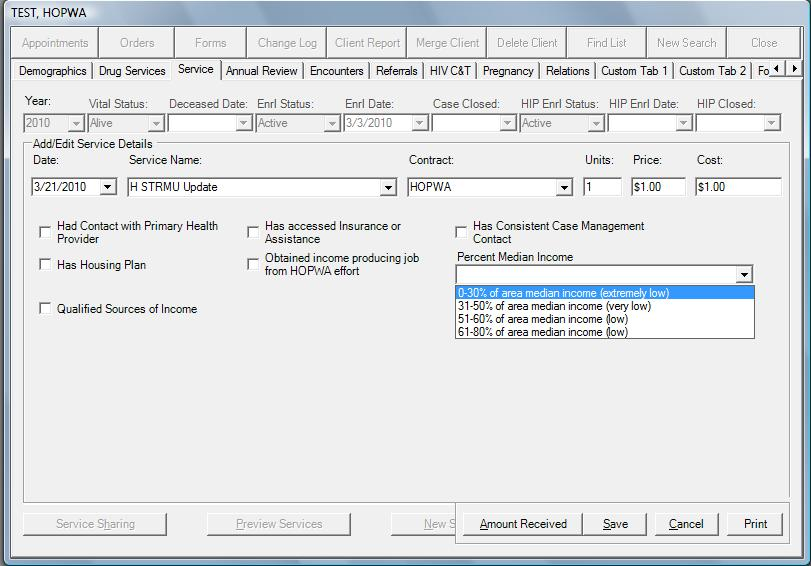 TEST, HOPWA
Appointments Orders Forms Change Log Client Report Merge Client Delete Client Find List New Search Close
Demographics Drug Services Service Annual Review Encounters Referrals HIV C&T Pregnancy Relations Custom Tab 1 Custom Tab 2 Fo
Year: Vital Status: Deceased Date: Enrl Status: Enrl Date: Case Closed: HIP Enrl Status: HIP Enrl Date: HIP Closed:
2010 Alive Active 3/3/2010 Active
Add/Edit Service Details
Date: Service Name: Contract: Units: Price: Cost:
3/21/2010 H STRMU Update HOPWA 1 $1.00 $1.00
Had Contact with Primary Health Provider
Has accessed Insurance or Assistance
Has Consistent Case Management Contact
Has Housing Plan
Obtained income producing job from HOPWA effort
Percent Median Income
0-30% of area median income (extremely low)
31-50% of area median income (very low)
51-60% of area median income (low)
61-80% of area median income (low)
Qualified Sources of Income
Service Sharing Preview Services New S Amount Received Save Cancel Print